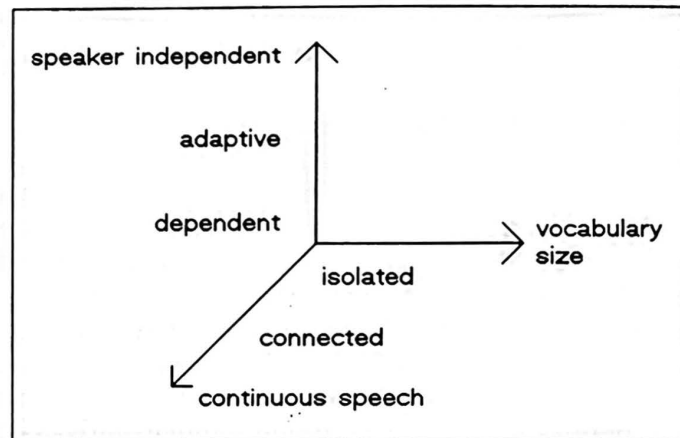 speaker independent
adaptive
dependent
vocabulary
size
isolated
connected
continuous speech